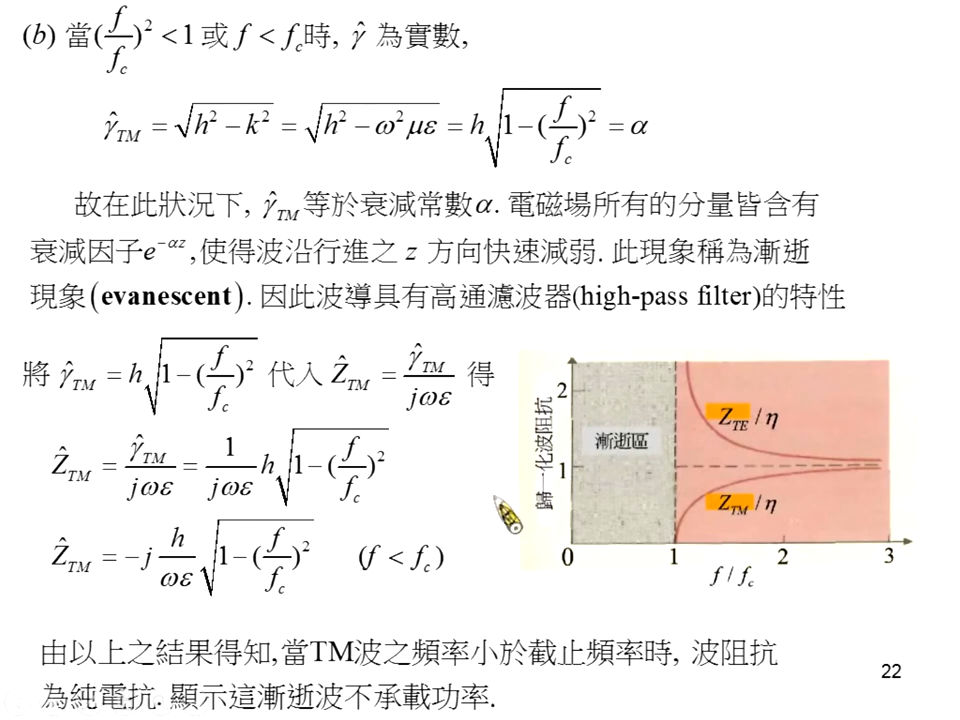 (b) 當(f/f_c)² <1 或 f < f_c時, γ̂ 為實數,
γ̂_TM = √(h² − k²) = √(h² − ω²με) = h√(1−(f/f_c)²) = α
故在此狀況下, γ̂_TM 等於衰減常數α. 電磁場所有的分量皆含有
衰減因子e^(−αz),使得波沿行進之 z 方向快速減弱. 此現象稱為漸逝
現象(evanescent). 因此波導具有高通濾波器(high-pass filter)的特性
將 γ̂_TM = h√(1−(f/f_c)²) 代入 Ẑ_TM = γ̂_TM/jωε 得
Ẑ_TM = γ̂_TM/jωε = 1/jωε h√(1−(f/f_c)²)
Ẑ_TM = −j h/ωε √(1−(f/f_c)²) (f < f_c)
歸一化波阻抗
2
Z_TE / η
漸逝區
1
Z_TM / η
0 1 2 3
f / f_c
由以上之結果得知,當TM波之頻率小於截止頻率時, 波阻抗
為純電抗. 顯示這漸逝波不承載功率.
22